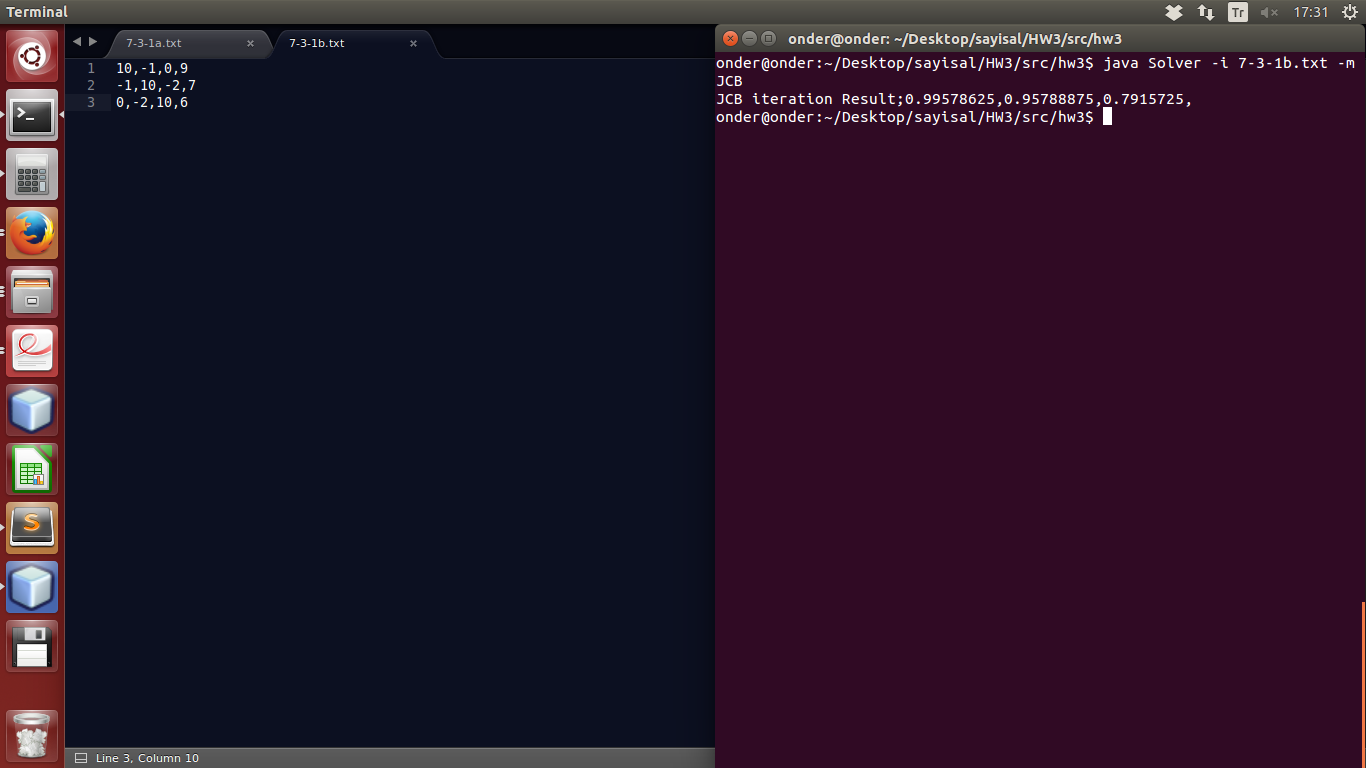 Terminal
Tr
17:31
7-3-1a.txt ×
7-3-1b.txt ×
1 10,-1,0,9
2 -1,10,-2,7
3 0,-2,10,6
Line 3, Column 10
onder@onder: ~/Desktop/sayisal/HW3/src/hw3
onder@onder:~/Desktop/sayisal/HW3/src/hw3$ java Solver -i 7-3-1b.txt -m
JCB
JCB iteration Result;0.99578625,0.95788875,0.7915725,
onder@onder:~/Desktop/sayisal/HW3/src/hw3$